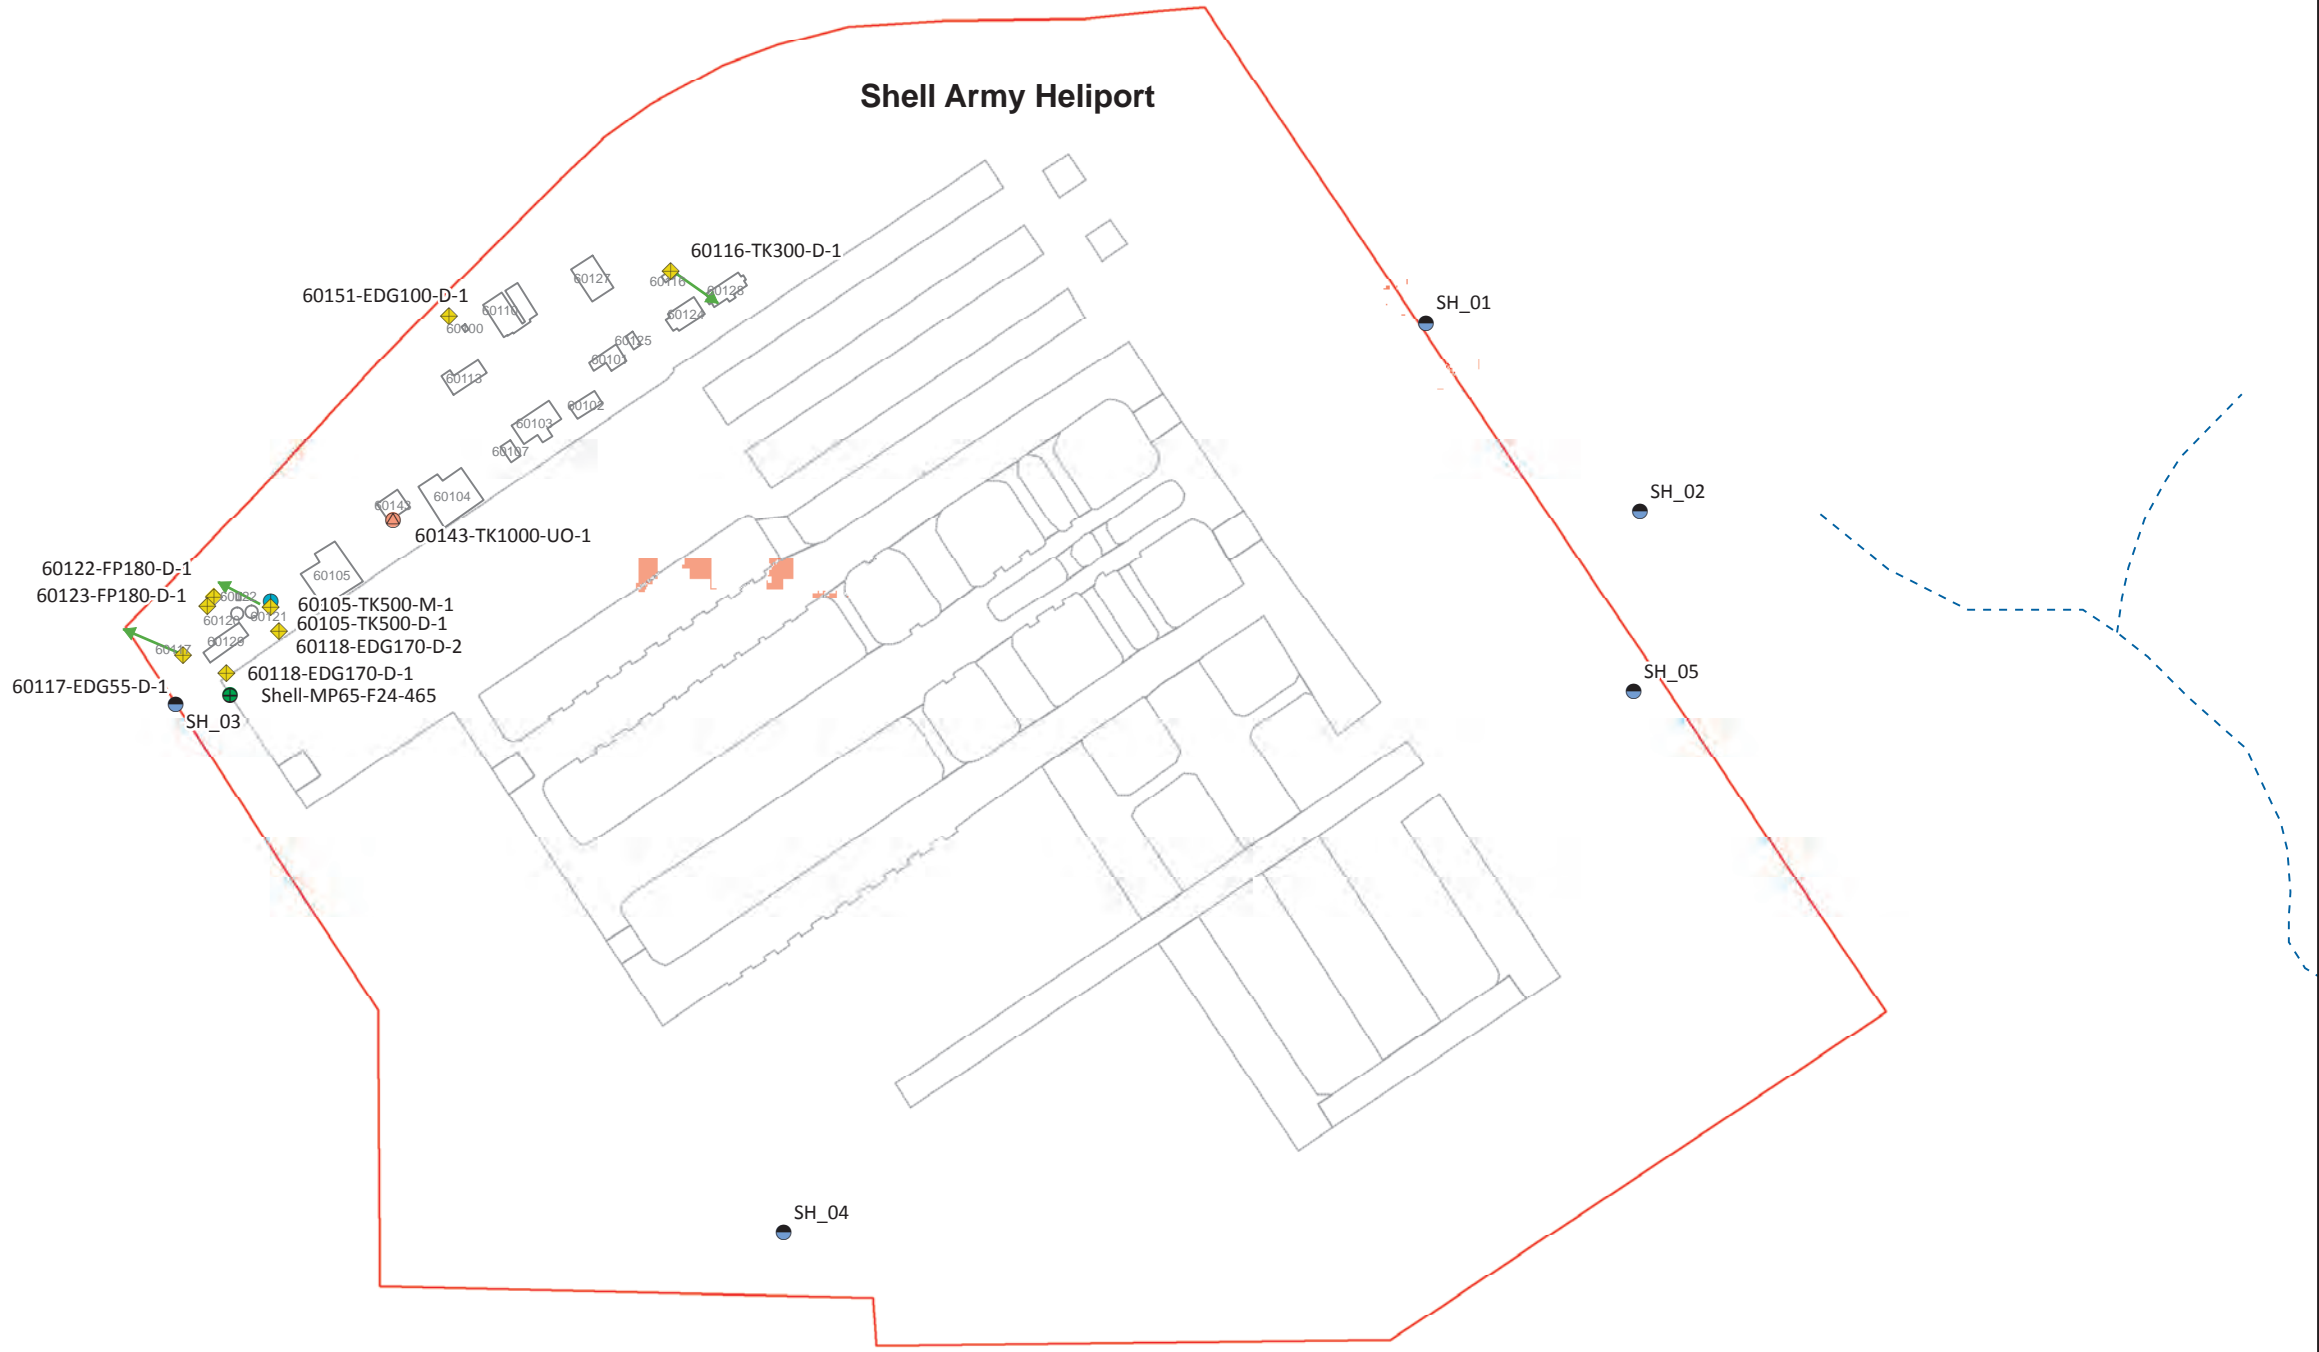 Shell Army Heliport
60116-TK300-D-1
60127
60116
60128
60151-EDG100-D-1
60110
60100
60124
60125
60101
60113
60102
60103
60107
60104
60143
60143-TK1000-UO-1
60105
60122-FP180-D-1
60123-FP180-D-1
60122
60120
60121
60105-TK500-M-1
60105-TK500-D-1
60118-EDG170-D-2
60129
60117
60118-EDG170-D-1
60117-EDG55-D-1
Shell-MP65-F24-465
SH_03
SH_01
SH_02
SH_05
SH_04